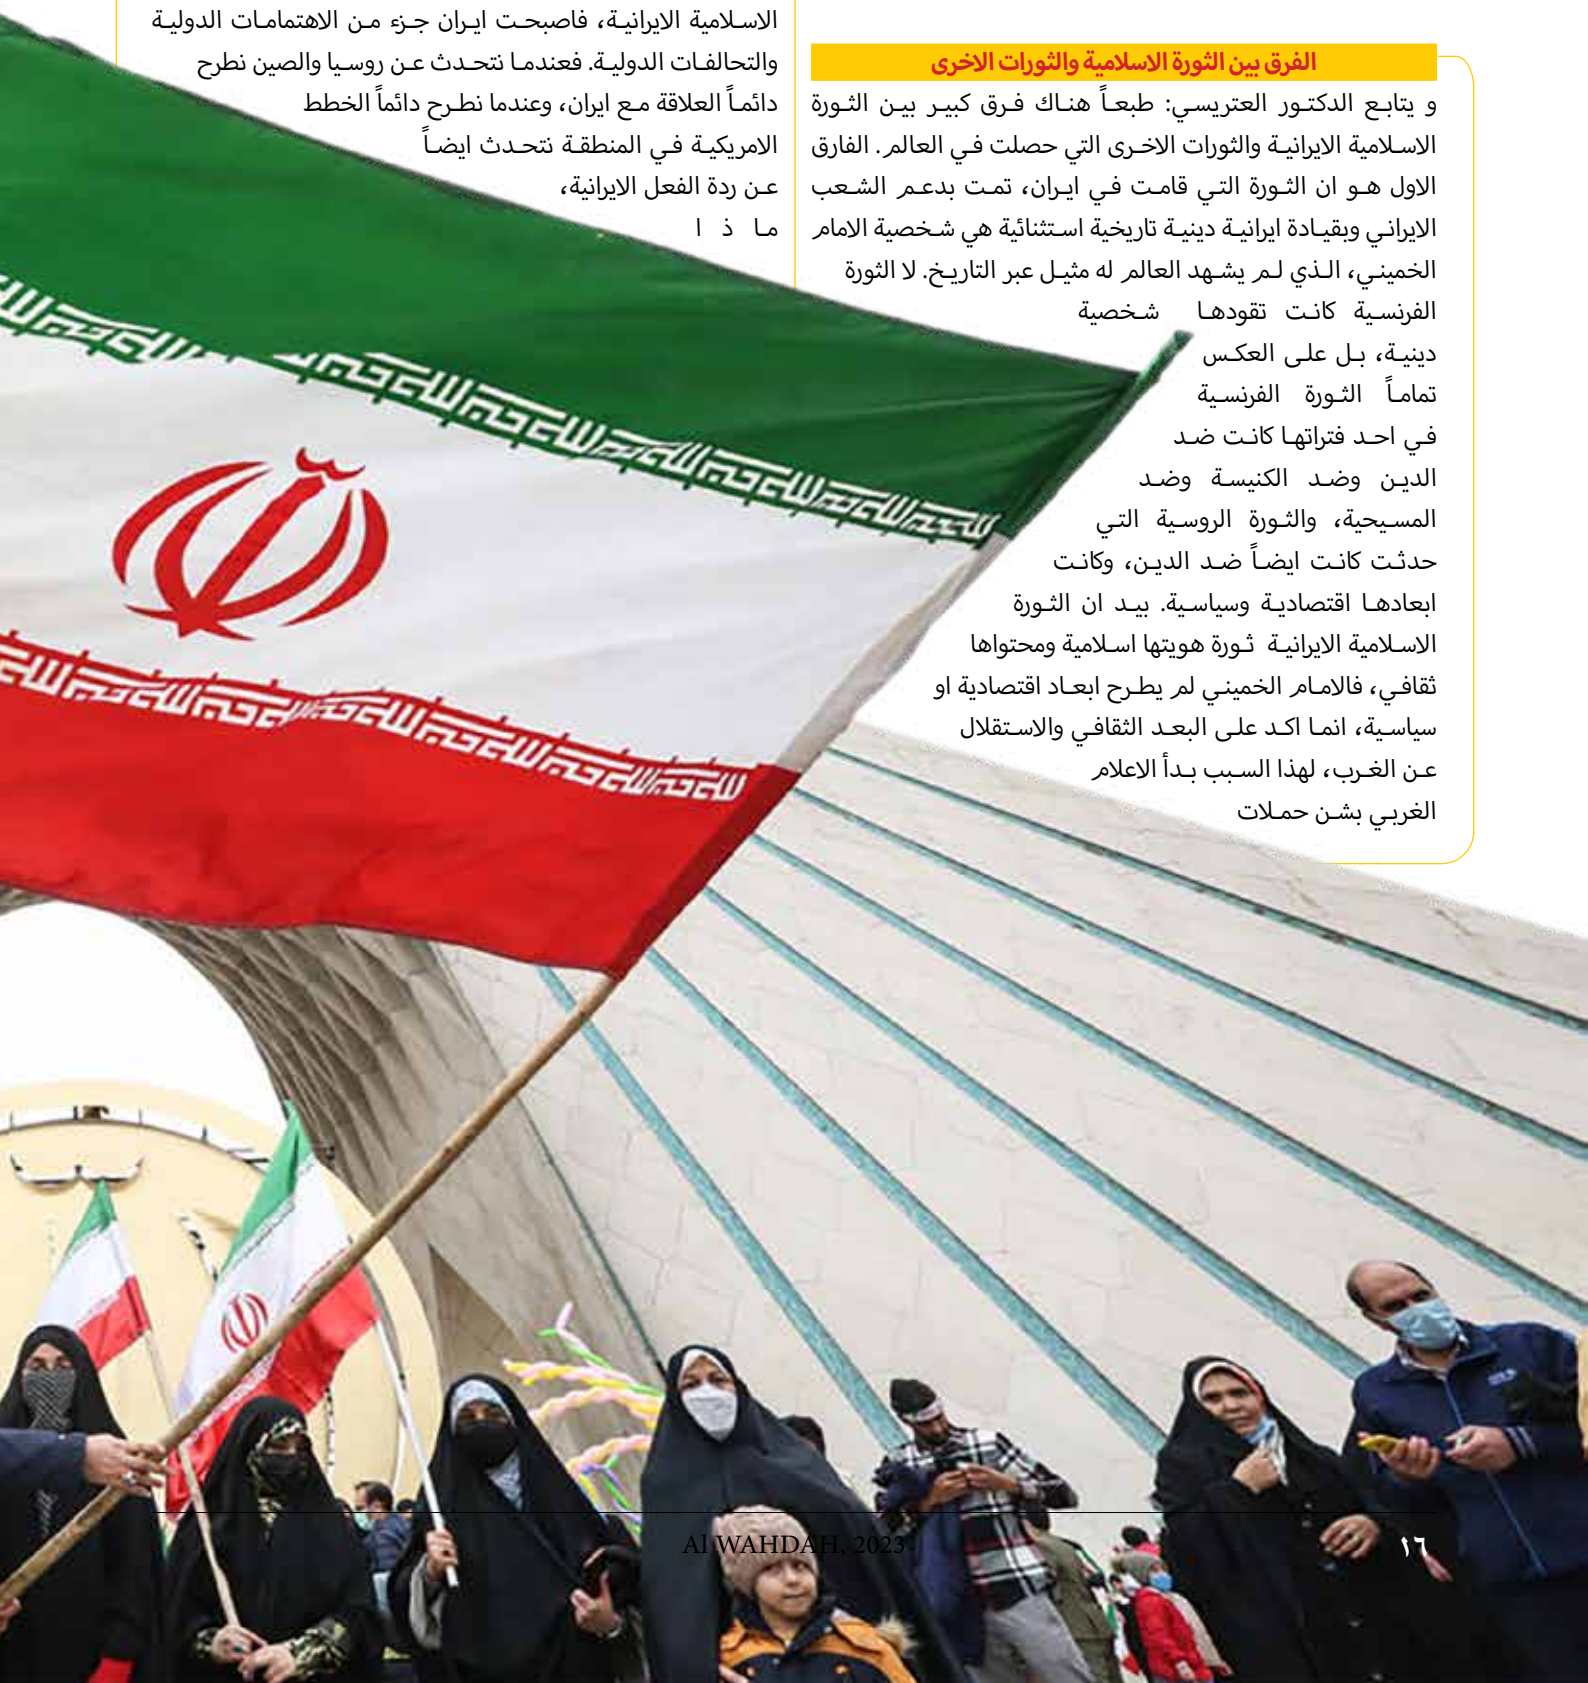 الفرق بين الثورة الاسلامية والثورات الاخرى
و يتابع الدكتور العتريسي: طبعاً هناك فرق كبير بين الثورة
الاسلامية الايرانية والثورات الاخرى التي حصلت في العالم. الفارق
الاول هو ان الثورة التي قامت في ايران، تمت بدعم الشعب
الايراني وبقيادة ايرانية دينية تاريخية استثنائية هي شخصية الامام
الخميني، الذي لم يشهد العالم له مثيل عبر التاريخ. لا الثورة
الفرنسية كانت تقودها شخصية
دينية، بل على العكس
تماماً الثورة الفرنسية
في احد فتراتها كانت ضد
الدين وضد الكنيسة وضد
المسيحية، والثورة الروسية التي
حدثت كانت ايضاً ضد الدين، وكانت
ابعادها اقتصادية وسياسية. بيد ان الثورة
الاسلامية الايرانية ثورة هويتها اسلامية ومحتواها
ثقافي، فالامام الخميني لم يطرح ابعاد اقتصادية او
سياسية، انما اكد على البعد الثقافي والاستقلال
عن الغرب، لهذا السبب بدأ الاعلام
الغربي بشن حملات
الاسلامية الايرانية، فاصبحت ايران جزء من الاهتمامات الدولية
والتحالفات الدولية. فعندما نتحدث عن روسيا والصين نطرح
دائماً العلاقة مع ايران، وعندما نطرح دائماً الخطط
الامريكية في المنطقة نتحدث ايضاً
عن ردة الفعل الايرانية،
ما ذ ا
Al WAHDAH, 2023
١٦